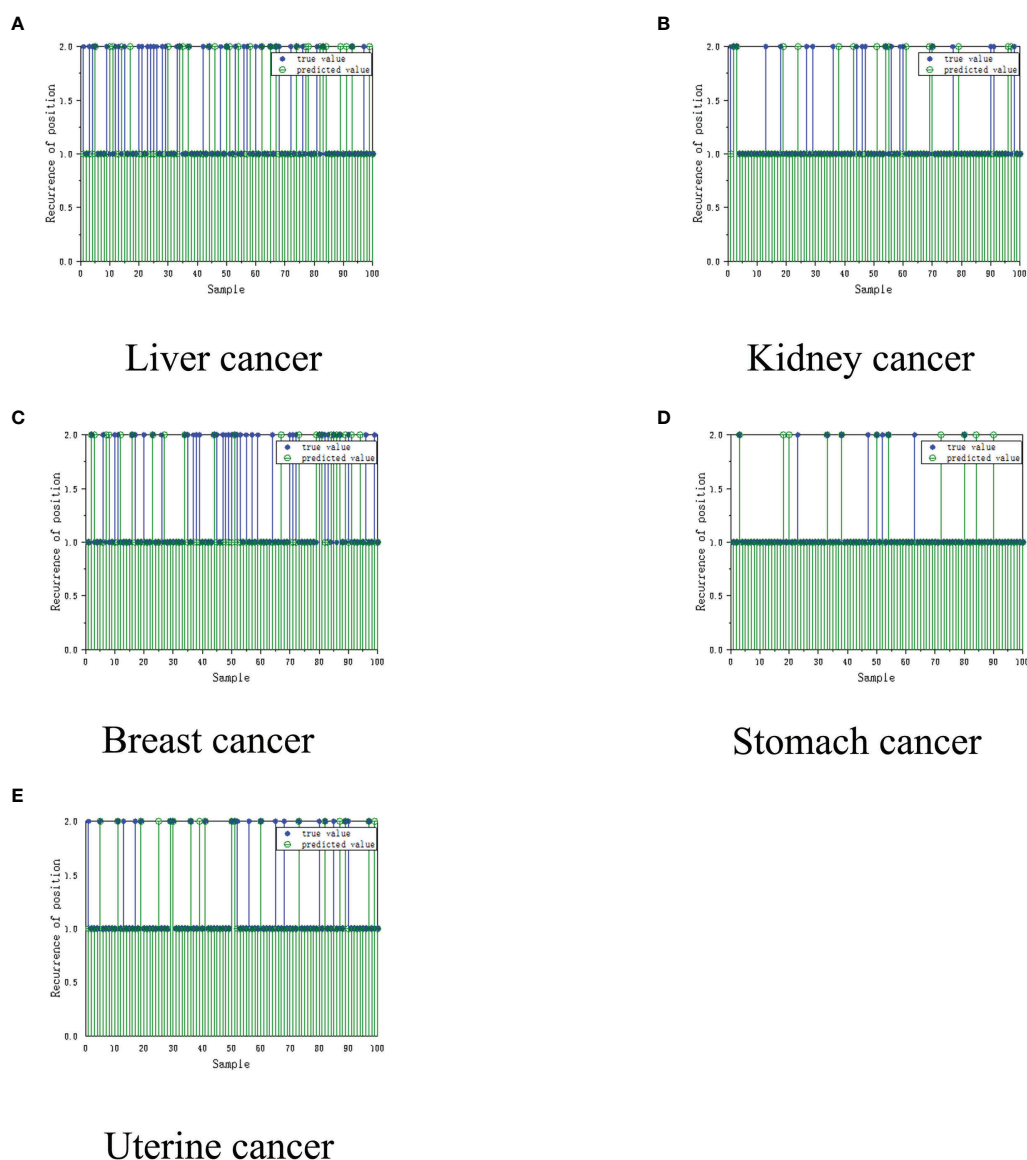 A
2.0
1.5
1.0
0.5
0.0
Recurrence of position
true value
predicted value
0 10 20 30 40 50 60 70 80 90 100
Sample
Liver cancer
B
2.0
1.5
1.0
0.5
0.0
Recurrence of position
true value
predicted value
0 10 20 30 40 50 60 70 80 90 100
Sample
Kidney cancer
C
2.0
1.5
1.0
0.5
0.0
Recurrence of position
true value
predicted value
0 10 20 30 40 50 60 70 80 90 100
Sample
Breast cancer
D
2.0
1.5
1.0
0.5
0.0
Recurrence of position
true value
predicted value
0 10 20 30 40 50 60 70 80 90 100
Sample
Stomach cancer
E
2.0
1.5
1.0
0.5
0.0
Recurrence of position
true value
predicted value
0 10 20 30 40 50 60 70 80 90 100
Sample
Uterine cancer